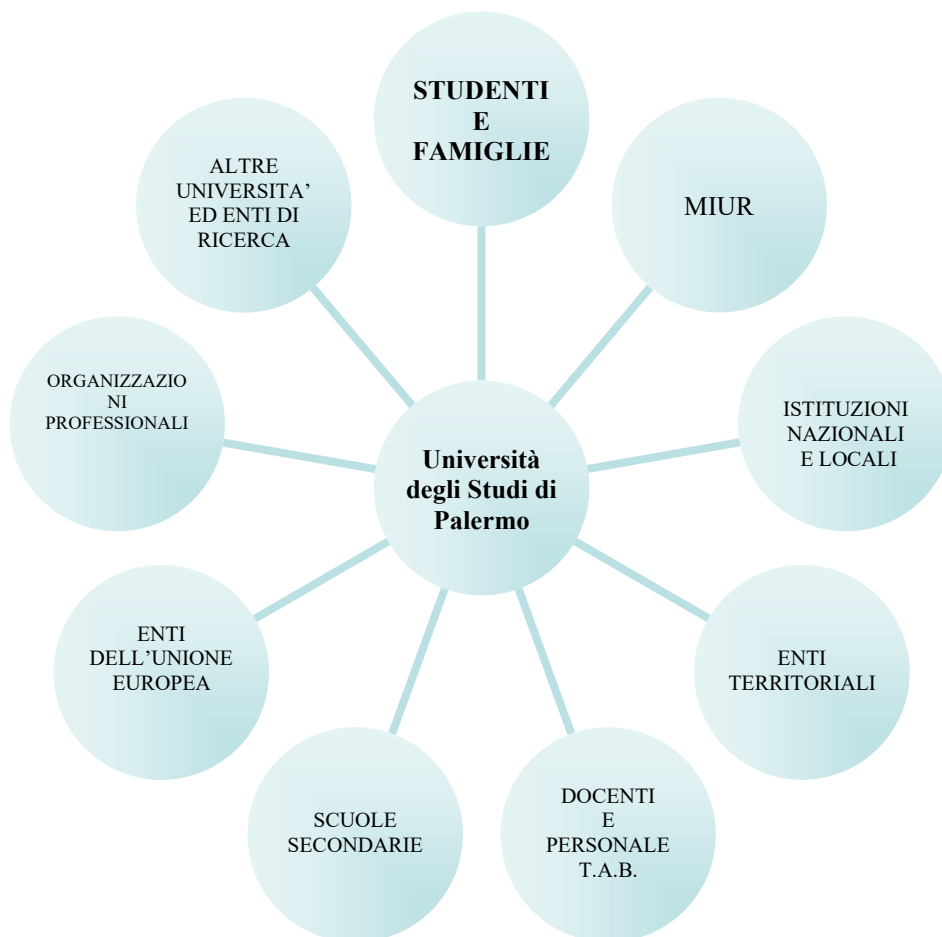 STUDENTI
E
FAMIGLIE
MIUR
ISTITUZIONI
NAZIONALI
E LOCALI
ENTI
TERRITORIALI
DOCENTI
E
PERSONALE
T.A.B.
SCUOLE
SECONDARIE
ENTI
DELL’UNIONE
EUROPEA
ORGANIZZAZIO
NI
PROFESSIONALI
ALTRE
UNIVERSITA’
ED ENTI DI
RICERCA
Università
degli Studi di
Palermo